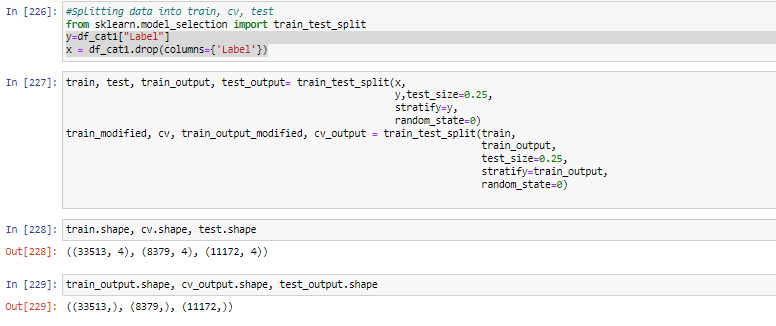 In [226]: #Splitting data into train, cv, test
from sklearn.model_selection import train_test_split
y=df_cat1["Label"]
x = df_cat1.drop(columns={'Label'})
In [227]: train, test, train_output, test_output= train_test_split(x,
y,test_size=0.25,
stratify=y,
random_state=0)
train_modified, cv, train_output_modified, cv_output = train_test_split(train,
train_output,
test_size=0.25,
stratify=train_output,
random_state=0)
In [228]: train.shape, cv.shape, test.shape
Out[228]: ((33513, 4), (8379, 4), (11172, 4))
In [229]: train_output.shape, cv_output.shape, test_output.shape
Out[229]: ((33513,), (8379,), (11172,))